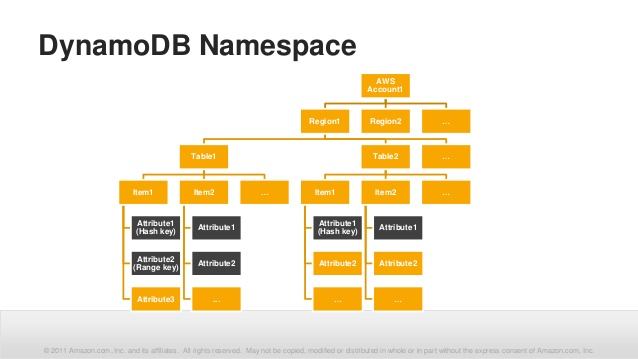 DynamoDB Namespace
AWS
Account1
Region1
Region2
...
Table1
Table2
...
Item1
Item2
...
Item1
Item2
...
Attribute1
(Hash key)
Attribute1
Attribute1
(Hash key)
Attribute1
Attribute2
(Range key)
Attribute2
Attribute2
Attribute2
Attribute3
...
...
...
© 2011 Amazon.com, Inc. and its affiliates. All rights reserved. May not be copied, modified or distributed in whole or in part without the express consent of Amazon.com, Inc.